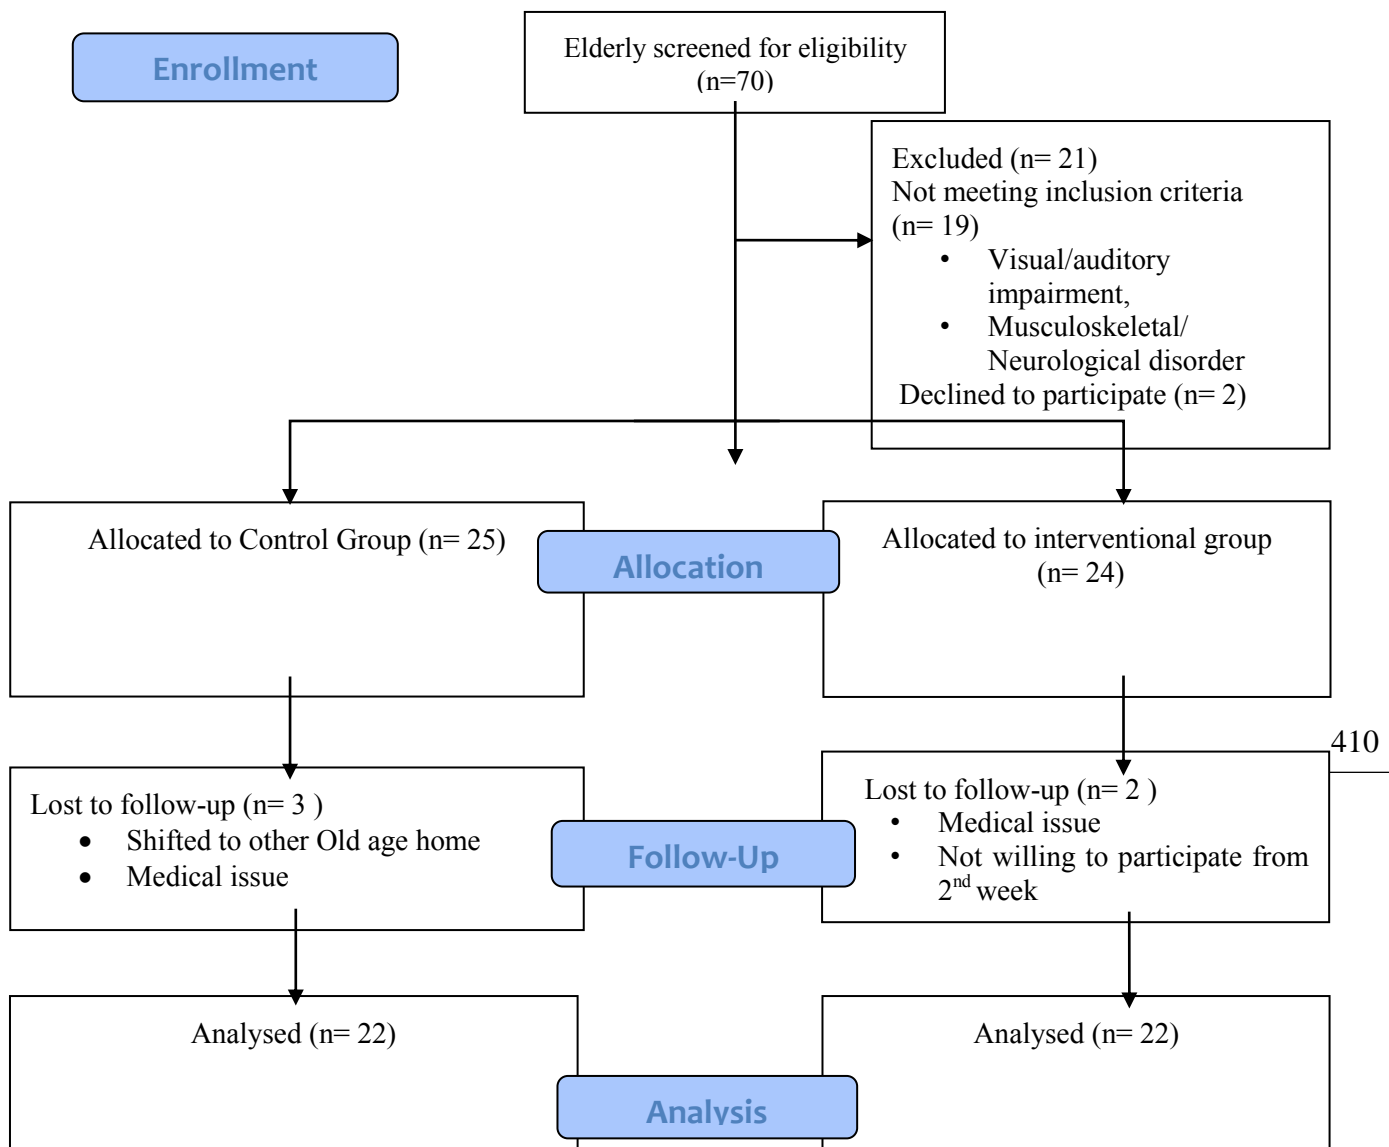 Enrollment
Elderly screened for eligibility
(n=70)
Excluded (n= 21)
Not meeting inclusion criteria
(n= 19)
• Visual/auditory
impairment,
• Musculoskeletal/
Neurological disorder
Declined to participate (n= 2)
Allocated to Control Group (n= 25)
Allocation
Allocated to interventional group
(n= 24)
410
Lost to follow-up (n= 3 )
• Shifted to other Old age home
• Medical issue
Follow-Up
Lost to follow-up (n= 2 )
• Medical issue
• Not willing to participate from
2nd week
Analysed (n= 22)
Analysis
Analysed (n= 22)